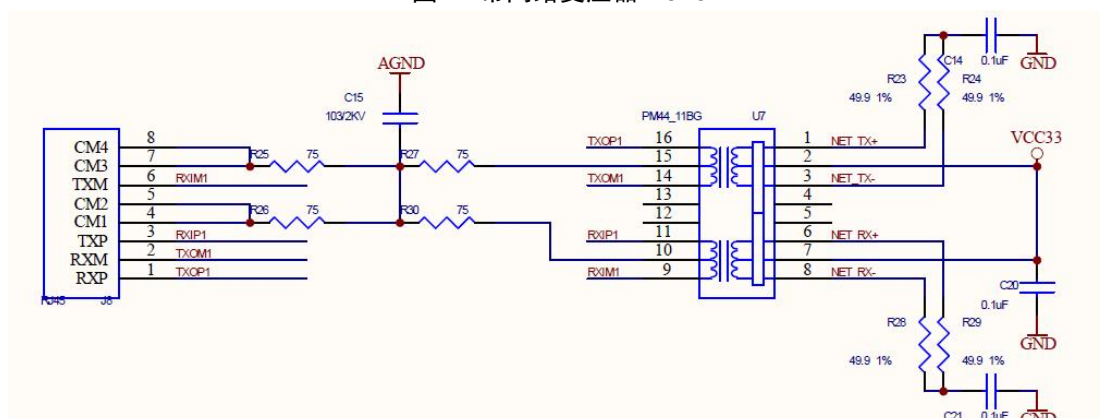 AGND
GND
C14
0.1uF
R23
R24
49.9 1%
49.9 1%
C15
103/2KV
PM44_11BG
U7
VCC33
CM4
CM3
TXM
CM2
CM1
TXP
RXM
RXP
8
7
6
5
4
3
2
1
RXIM1
RXIP1
TXOM1
TXOP1
R25
75
R27
75
R26
75
R30
75
RJ45
J8
TXOP1
TXOM1
RXIP1
RXIM1
16
15
14
13
12
11
10
9
1
2
3
4
5
6
7
8
NET_TX+
NET_TX-
NET RX+
NET RX-
C20
0.1uF
GND
R28
R29
49.9 1%
49.9 1%
C21
0.1uF
GND